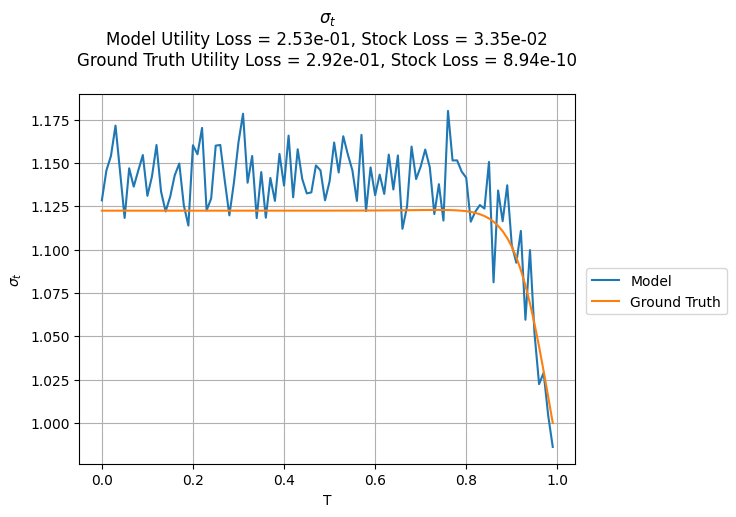 σt
Model Utility Loss = 2.53e-01, Stock Loss = 3.35e-02
Ground Truth Utility Loss = 2.92e-01, Stock Loss = 8.94e-10
1.175
1.150
1.125
1.100
1.075
1.050
1.025
1.000
σt
0.0 0.2 0.4 0.6 0.8 1.0
T
Model
Ground Truth